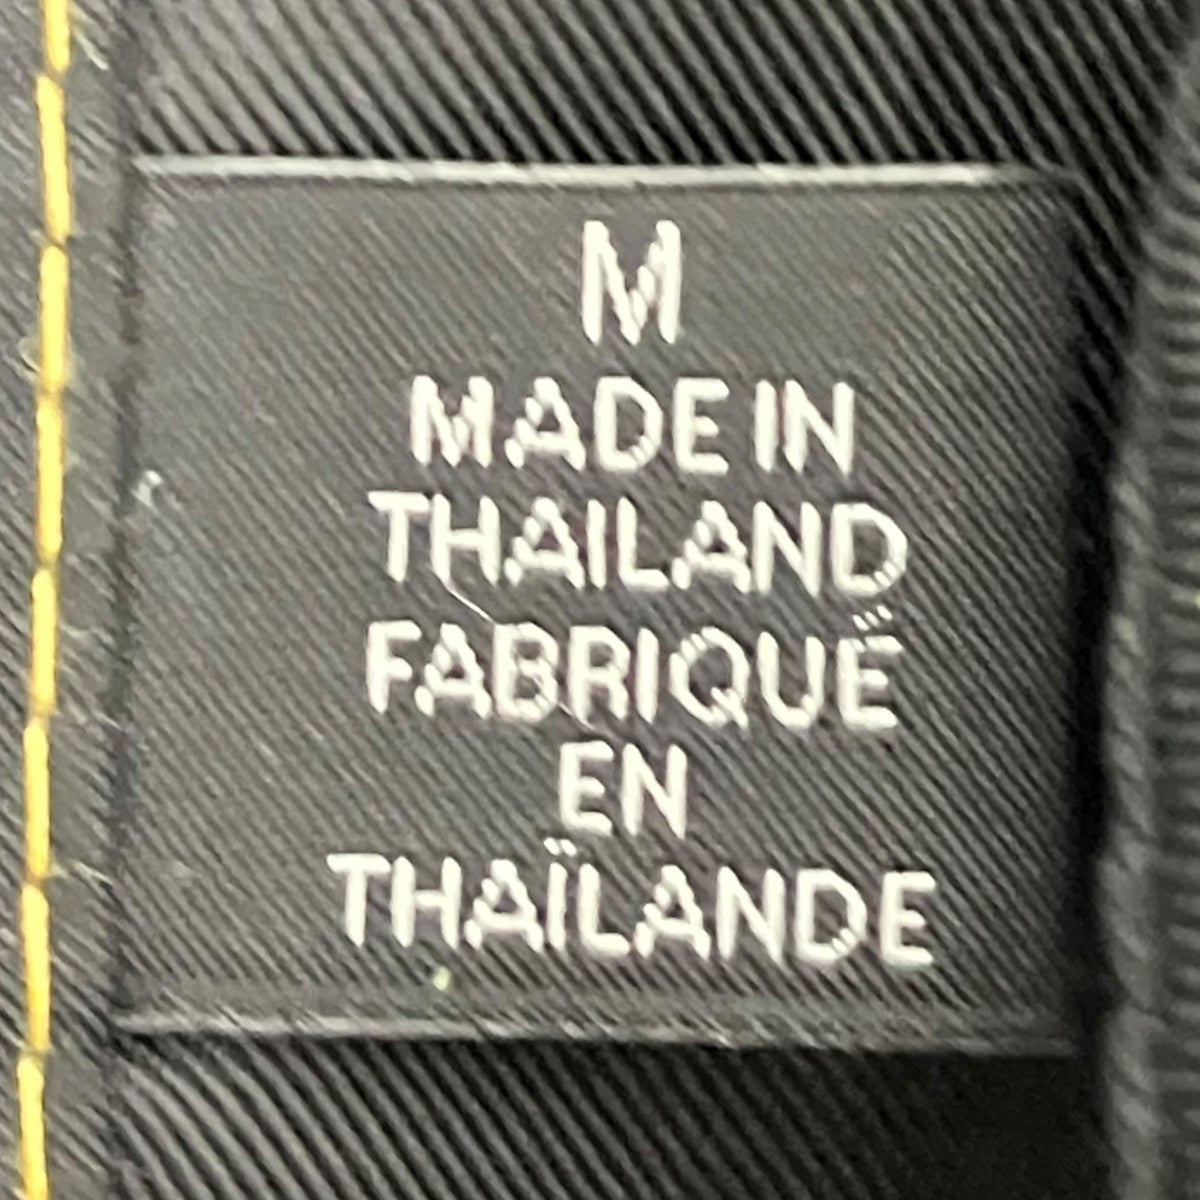 M
MADE IN
THAILAND
FABRIQUÉ
EN
THAÏLANDE